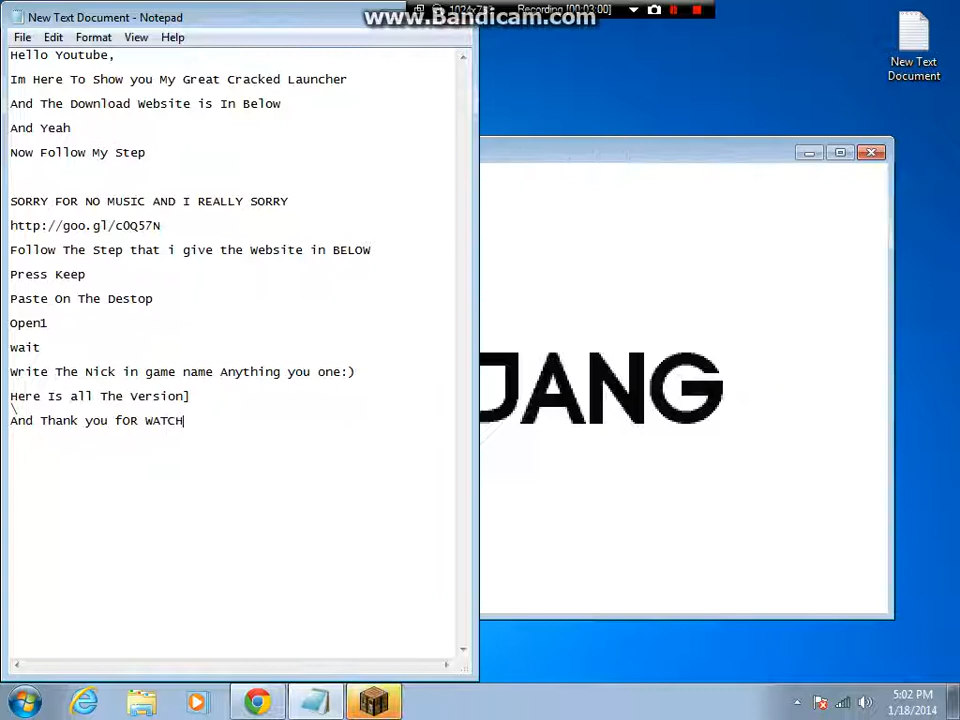 New Text Document - Notepad
www.Bandicam.com
Recording [00:03:00]
File Edit Format View Help
Hello Youtube,
Im Here To Show you My Great Cracked Launcher
And The Download Website is In Below
And Yeah
Now Follow My Step
SORRY FOR NO MUSIC AND I REALLY SORRY
http://goo.gl/c0Q57N
Follow The Step that i give the Website in BELOW
Press Keep
Paste On The Destop
Open1
wait
Write The Nick in game name Anything you one:)
Here Is all The Version]
\
And Thank you fOR WATCH
JANG
New Text
Document
5:02 PM
1/18/2014